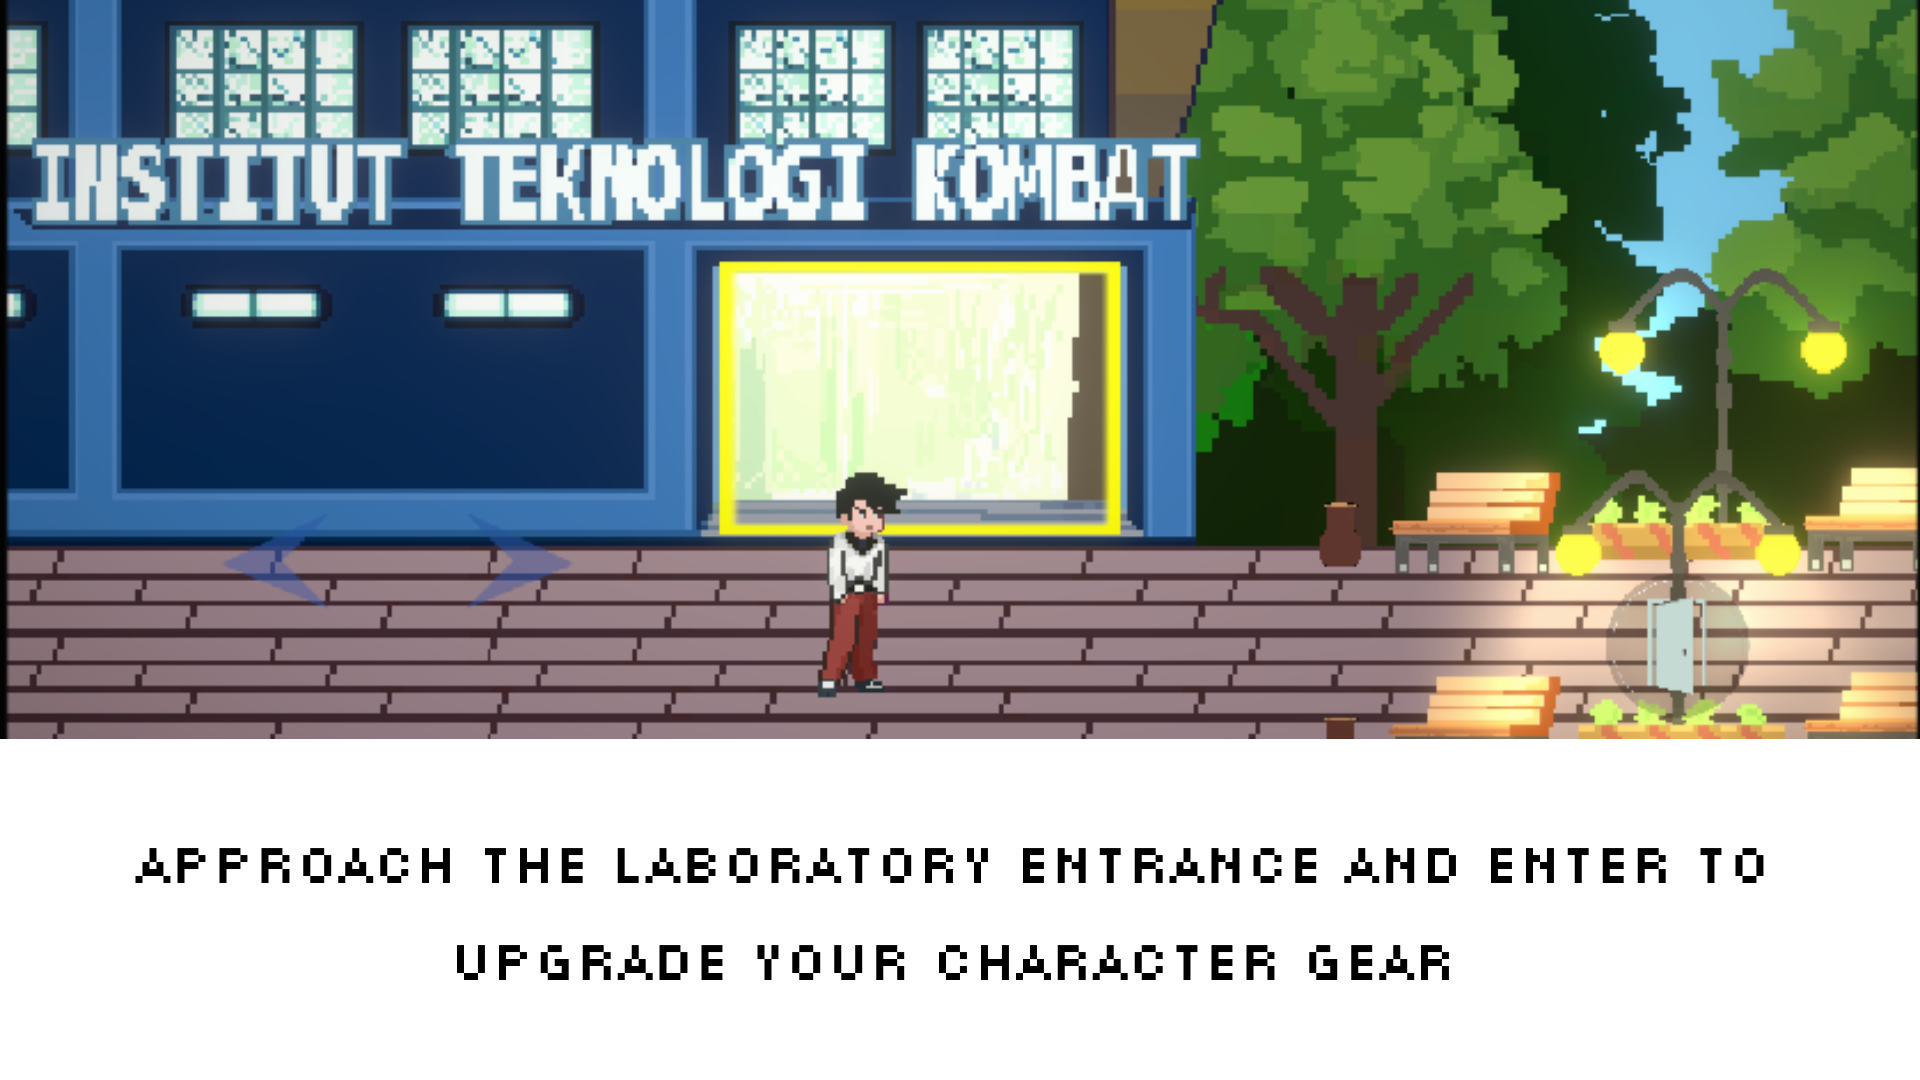 INSTITUT TEKNOLOGI KOMBAT
APPROACH THE LABORATORY ENTRANCE AND ENTER TO
UPGRADE YOUR CHARACTER GEAR